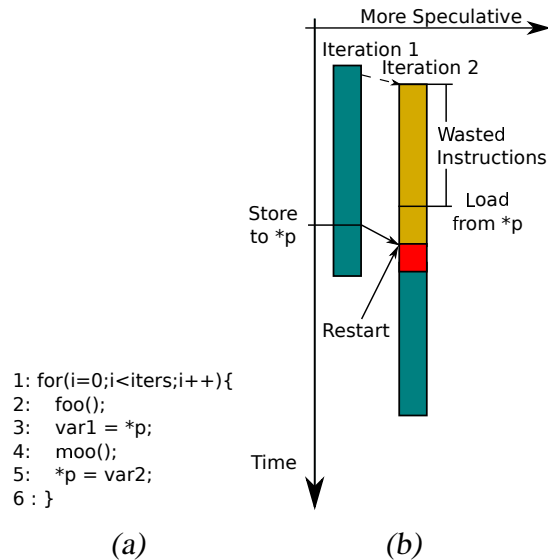 More Speculative
Iteration 1
Iteration 2
Wasted
Instructions
Load
from *p
Store
to *p
Restart
Time
1: for(i=0;i<iters;i++){
2: foo();
3: var1 = *p;
4: moo();
5: *p = var2;
6 : }
(a)
(b)